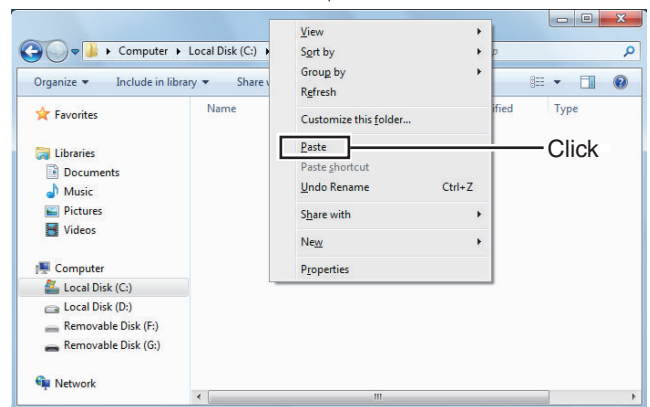 View
Computer Local Disk (C:)
Sort by
Group by
Organize Include in library Share
Refresh
Name
Type
Favorites
Customize this folder...
Paste
Click
Libraries
Paste shortcut
Documents
Undo Rename Ctrl+Z
Music
Pictures
Share with
Videos
New
Computer
Properties
Local Disk (C:)
Local Disk (D:)
Removable Disk (F:)
Removable Disk (G:)
Network